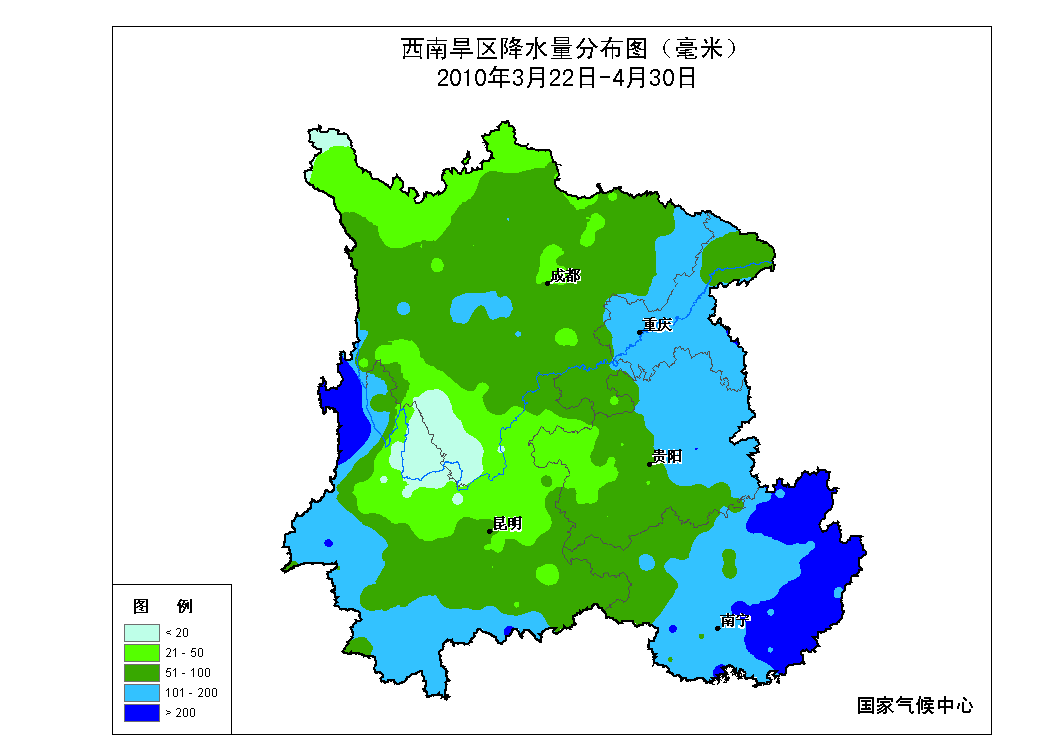 西南旱区降水量分布图（毫米）
2010年3月22日-4月30日
成都
重庆
贵阳
昆明
南宁
图 例
< 20
21 - 50
51 - 100
101 - 200
> 200
国家气候中心